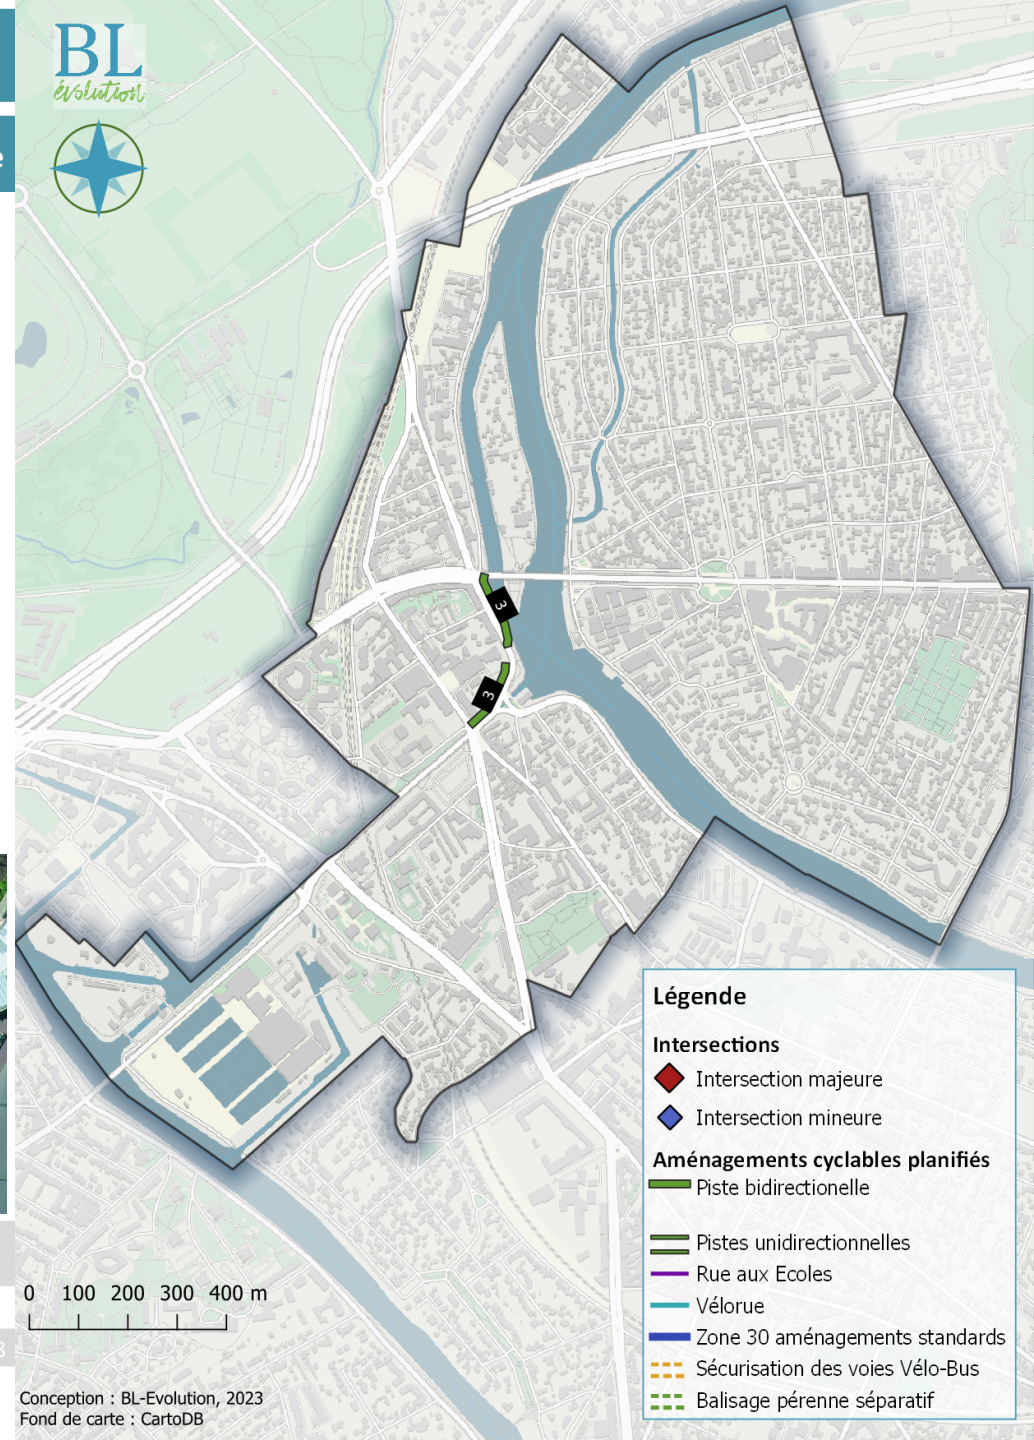 BL
évolution
e
3
3
Légende
Intersections
Intersection majeure
Intersection mineure
Aménagements cyclables planifiés
Piste bidirectionelle
Pistes unidirectionnelles
Rue aux Ecoles
Vélorue
Zone 30 aménagements standards
Sécurisation des voies Vélo-Bus
Balisage pérenne séparatif
0 100 200 300 400 m
3
Conception : BL-Evolution, 2023
Fond de carte : CartoDB